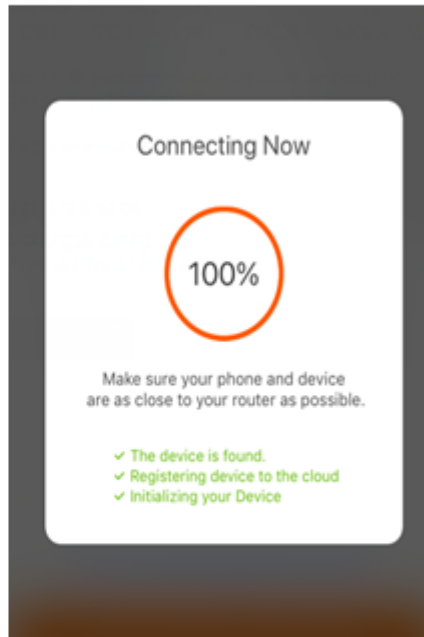 Connecting Now
100%
Make sure your phone and device
are as close to your router as possible.
✓ The device is found.
✓ Registering device to the cloud
✓ Initializing your Device